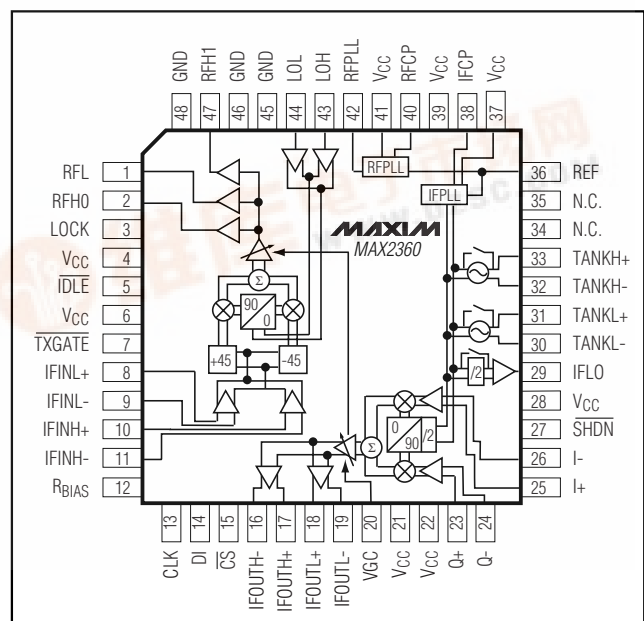 GND RFH1 GND GND LOL LOH RFPLL VCC RFCP VCC IFCP VCC
48 47 46 45 44 43 42 41 40 39 38 37
RFL 1
RFH0 2
LOCK 3
VCC 4
IDLE 5
VCC 6
TXGATE 7
IFINL+ 8
IFINL- 9
IFINH+ 10
IFINH- 11
RBIAS 12
RFPLL
IFPLL
MAXIM
MAX2360
Σ
90
0
+45
-45
/2
0
90
/2
Σ
36 REF
35 N.C.
34 N.C.
33 TANKH+
32 TANKH-
31 TANKL+
30 TANKL-
29 IFLO
28 VCC
27 SHDN
26 I-
25 I+
13 14 15 16 17 18 19 20 21 22 23 24
CLK DI CS IFOUTH- IFOUTH+ IFOUTL+ IFOUTL- VGC VCC VCC Q+ Q-